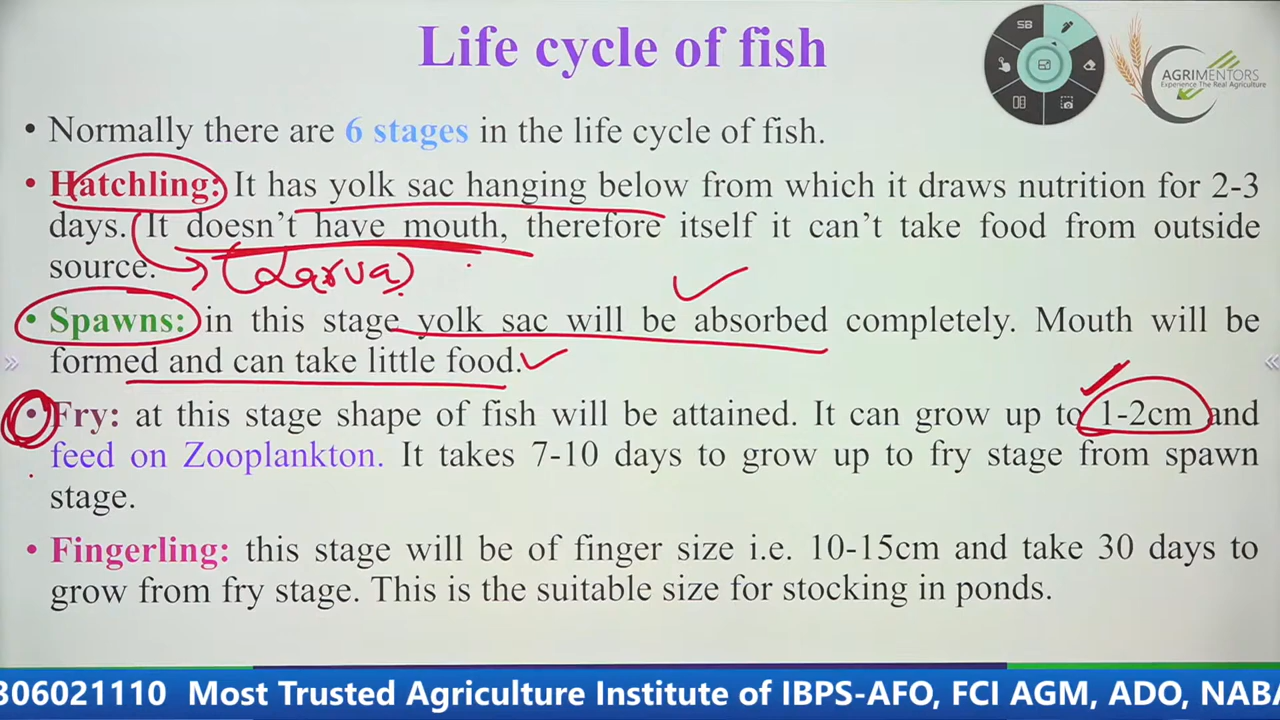 Life cycle of fish
SB
AGRIMENTORS
Experience The Real Agriculture
• Normally there are 6 stages in the life cycle of fish.
• Hatchling: It has yolk sac hanging below from which it draws nutrition for 2-3
days. It doesn't have mouth, therefore itself it can't take food from outside
source.
(Larva)
• Spawns: in this stage yolk sac will be absorbed completely. Mouth will be
formed and can take little food.
• Fry: at this stage shape of fish will be attained. It can grow up to 1-2cm and
feed on Zooplankton. It takes 7-10 days to grow up to fry stage from spawn
stage.
• Fingerling: this stage will be of finger size i.e. 10-15cm and take 30 days to
grow from fry stage. This is the suitable size for stocking in ponds.
306021110 Most Trusted Agriculture Institute of IBPS-AFO, FCI AGM, ADO, NABA